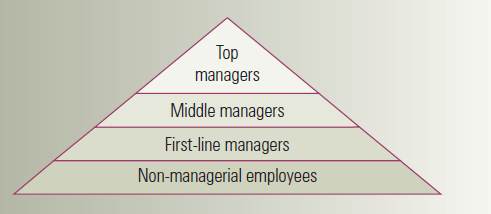 Top
managers
Middle managers
First-line managers
Non-managerial employees